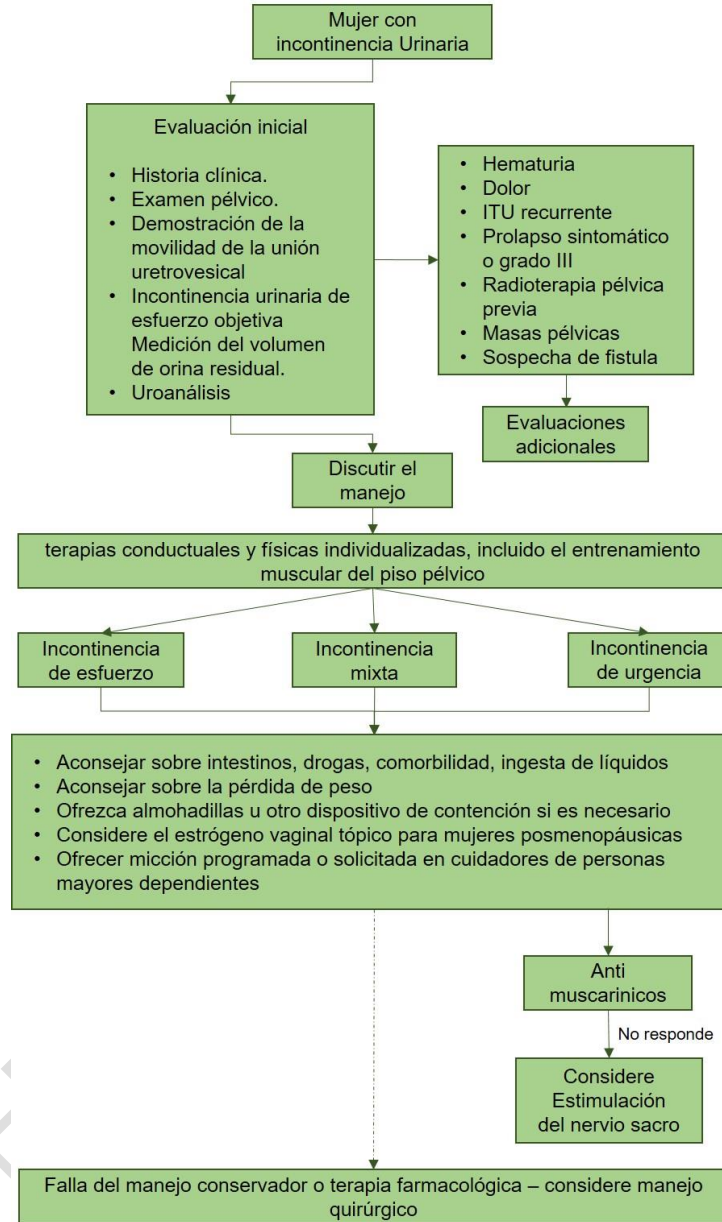 Mujer con
incontinencia Urinaria
Evaluación inicial
• Historia clínica.
• Examen pélvico.
• Demostración de la
movilidad de la unión
uretrovesical
• Incontinencia urinaria de
esfuerzo objetiva
Medición del volumen
de orina residual.
• Uroanálisis
• Hematuria
• Dolor
• ITU recurrente
• Prolapso sintomático
o grado III
• Radioterapia pélvica
previa
• Masas pélvicas
• Sospecha de fistula
Evaluaciones
adicionales
Discutir el
manejo
terapias conductuales y físicas individualizadas, incluido el entrenamiento
muscular del piso pélvico
Incontinencia
de esfuerzo
Incontinencia
mixta
Incontinencia
de urgencia
• Aconsejar sobre intestinos, drogas, comorbilidad, ingesta de líquidos
• Aconsejar sobre la pérdida de peso
• Ofrezca almohadillas u otro dispositivo de contención si es necesario
• Considere el estrógeno vaginal tópico para mujeres posmenopáusicas
• Ofrecer micción programada o solicitada en cuidadores de personas
mayores dependientes
Anti
muscarinicos
No responde
Considere
Estimulación
del nervio sacro
Falla del manejo conservador o terapia farmacológica – considere manejo
quirúrgico